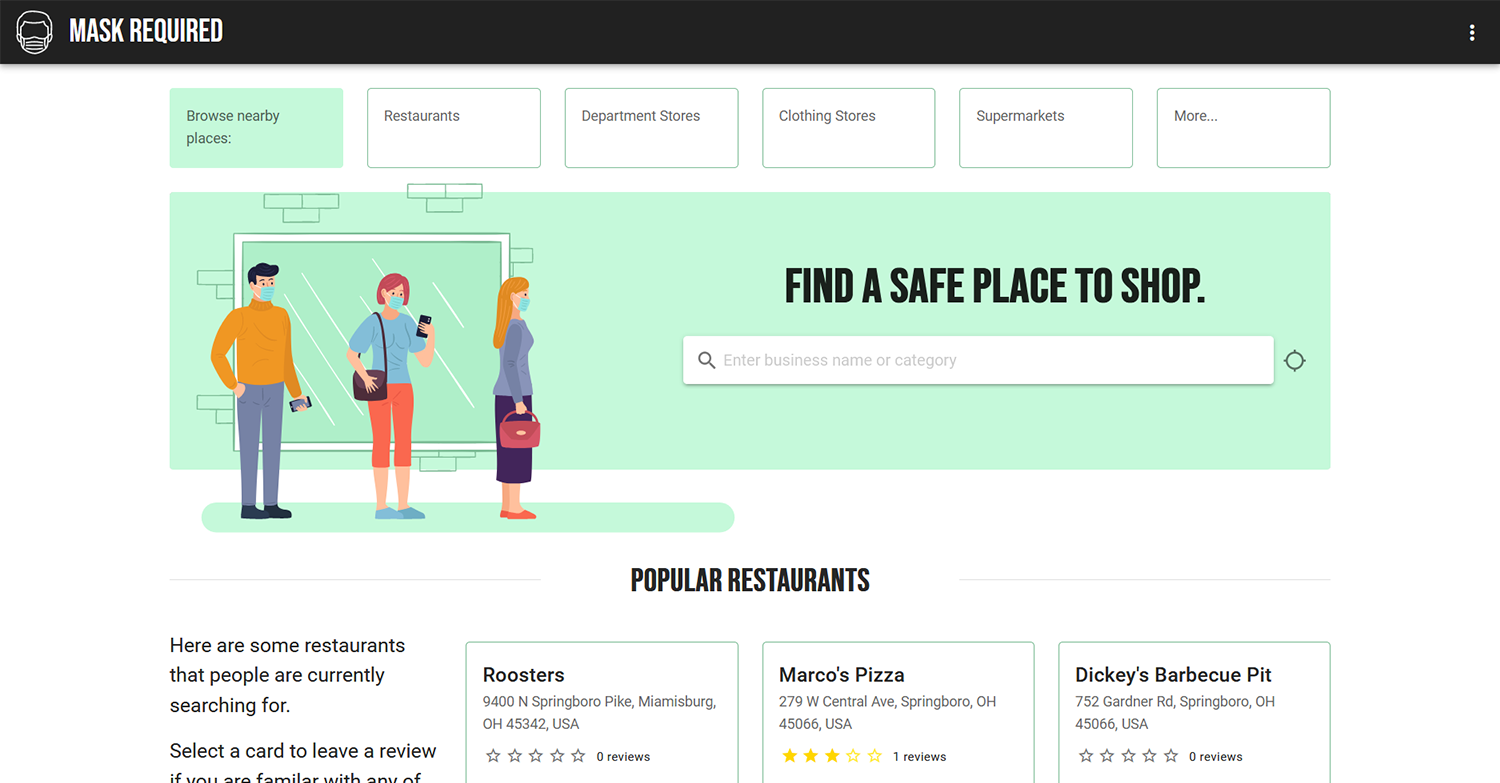 MASK REQUIRED
Browse nearby
places:
Restaurants
Department Stores
Clothing Stores
Supermarkets
More...
FIND A SAFE PLACE TO SHOP.
Enter business name or category
POPULAR RESTAURANTS
Here are some restaurants
that people are currently
searching for.
Select a card to leave a review
if you are familar with any of
Roosters
9400 N Springboro Pike, Miamisburg,
OH 45342, USA
0 reviews
Marco's Pizza
279 W Central Ave, Springboro, OH
45066, USA
1 reviews
Dickey's Barbecue Pit
752 Gardner Rd, Springboro, OH
45066, USA
0 reviews